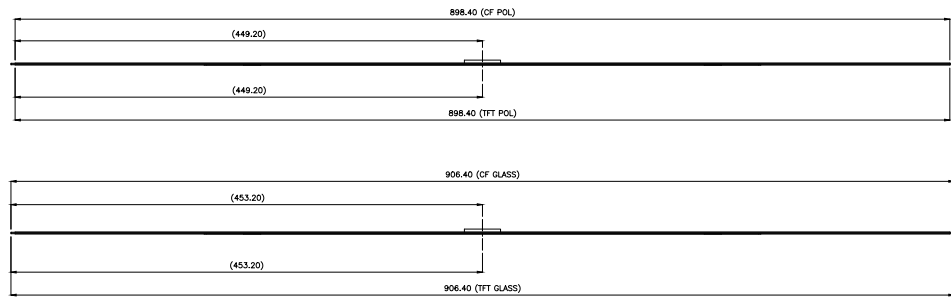 898.40 (CF POL)
(449.20)
(449.20)
898.40 (TFT POL)
906.40 (CF GLASS)
(453.20)
(453.20)
906.40 (TFT GLASS)